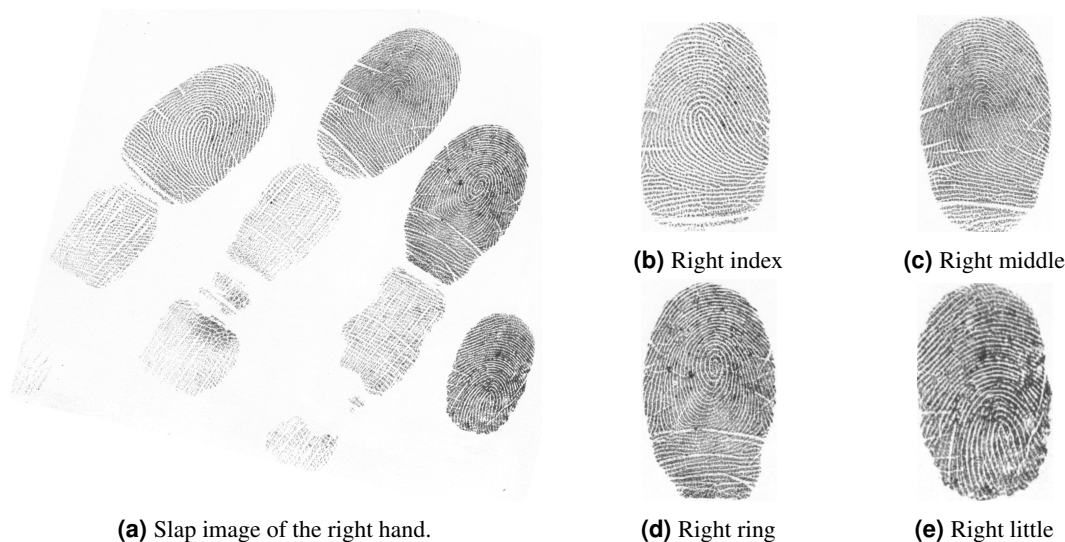 (b) Right index
(c) Right middle
(a) Slap image of the right hand.
(d) Right ring
(e) Right little